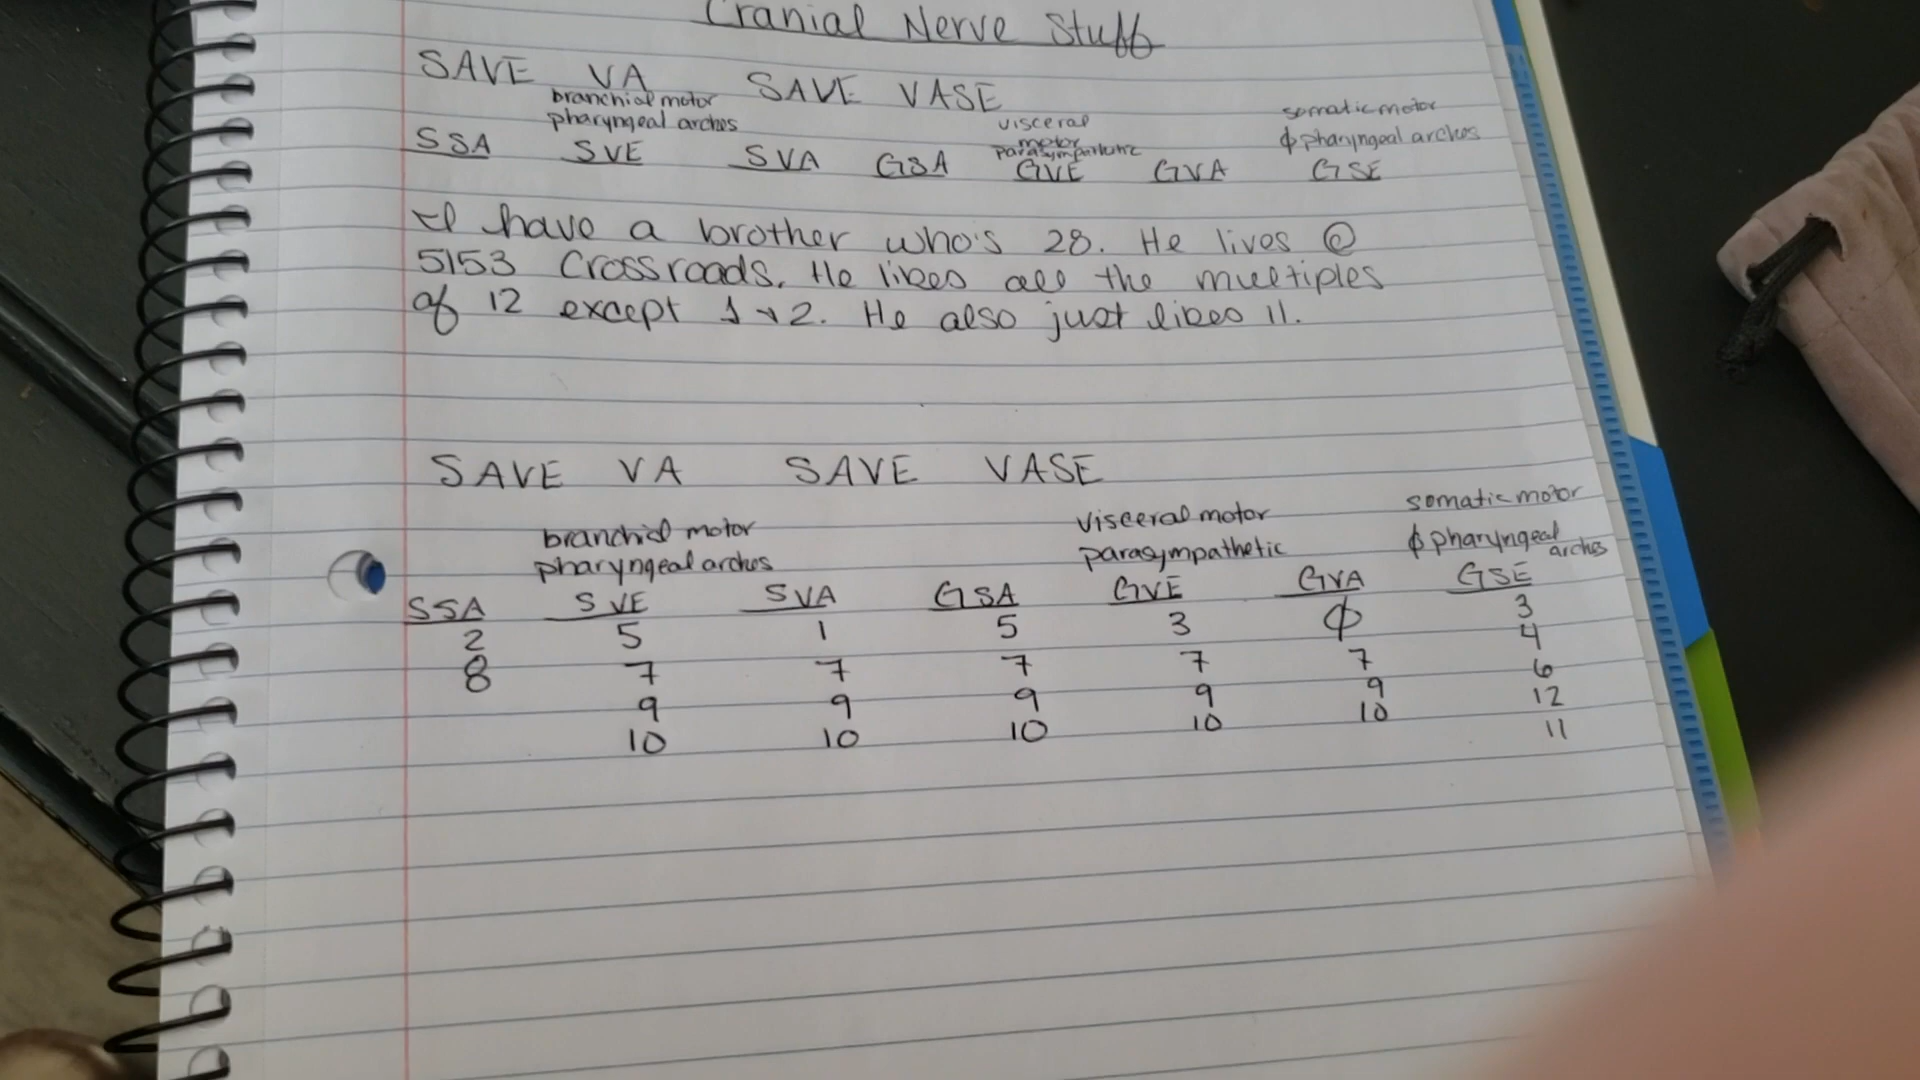 Cranial Nerve Stuff
SAVE VA SAVE VASE
branchial motor visceral somatic motor
pharyngeal arches motor ϕ pharyngeal arches
parasympathetic
SSA SVE SVA GSA GVE GVA GSE
I have a brother who's 28. He lives @
5153 Crossroads. He likes all the multiples
of 12 except 1 + 2. He also just likes 11.
SAVE VA SAVE VASE
branchial motor visceral motor somatic motor
pharyngeal arches parasympathetic ϕ pharyngeal arches
SSA SVE SVA GSA GVE GVA GSE
2 5 1 5 3 ϕ 3
8 7 7 7 7 7 4
9 9 9 9 9 6
10 10 10 10 10 12
11